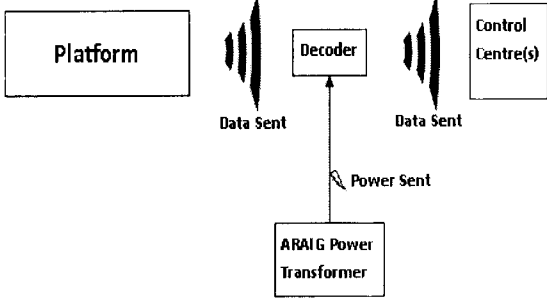 Platform
Decoder
Control
Centre(s)
Data Sent
Data Sent
Power Sent
ARAIG Power
Transformer